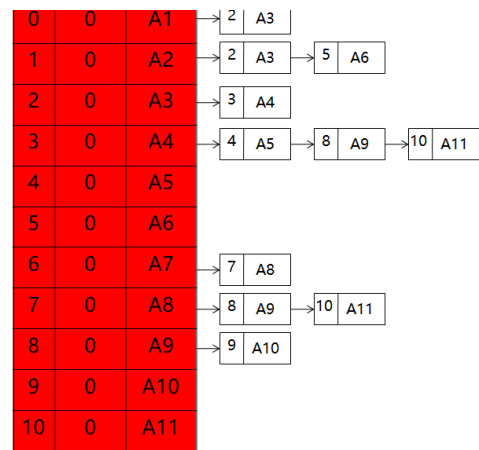 0 0 A1 2 A3
1 0 A2 2 A3 5 A6
2 0 A3 3 A4
3 0 A4 4 A5 8 A9 10 A11
4 0 A5
5 0 A6
6 0 A7 7 A8
7 0 A8 8 A9 10 A11
8 0 A9 9 A10
9 0 A10
10 0 A11